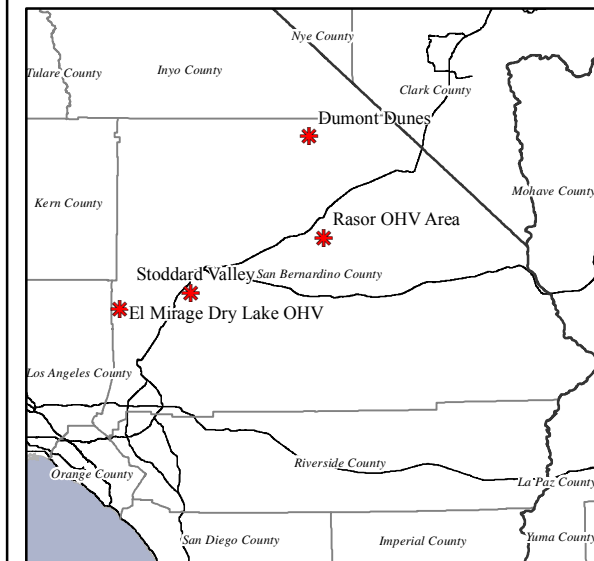 Nye County
Tulare County
Inyo County
Clark County
Dumont Dunes
Mohave County
Kern County
Rasor OHV Area
Stoddard Valley
San Bernardino County
El Mirage Dry Lake OHV
Los Angeles County
Riverside County
Orange County
La Paz County
San Diego County
Imperial County
Yuma County